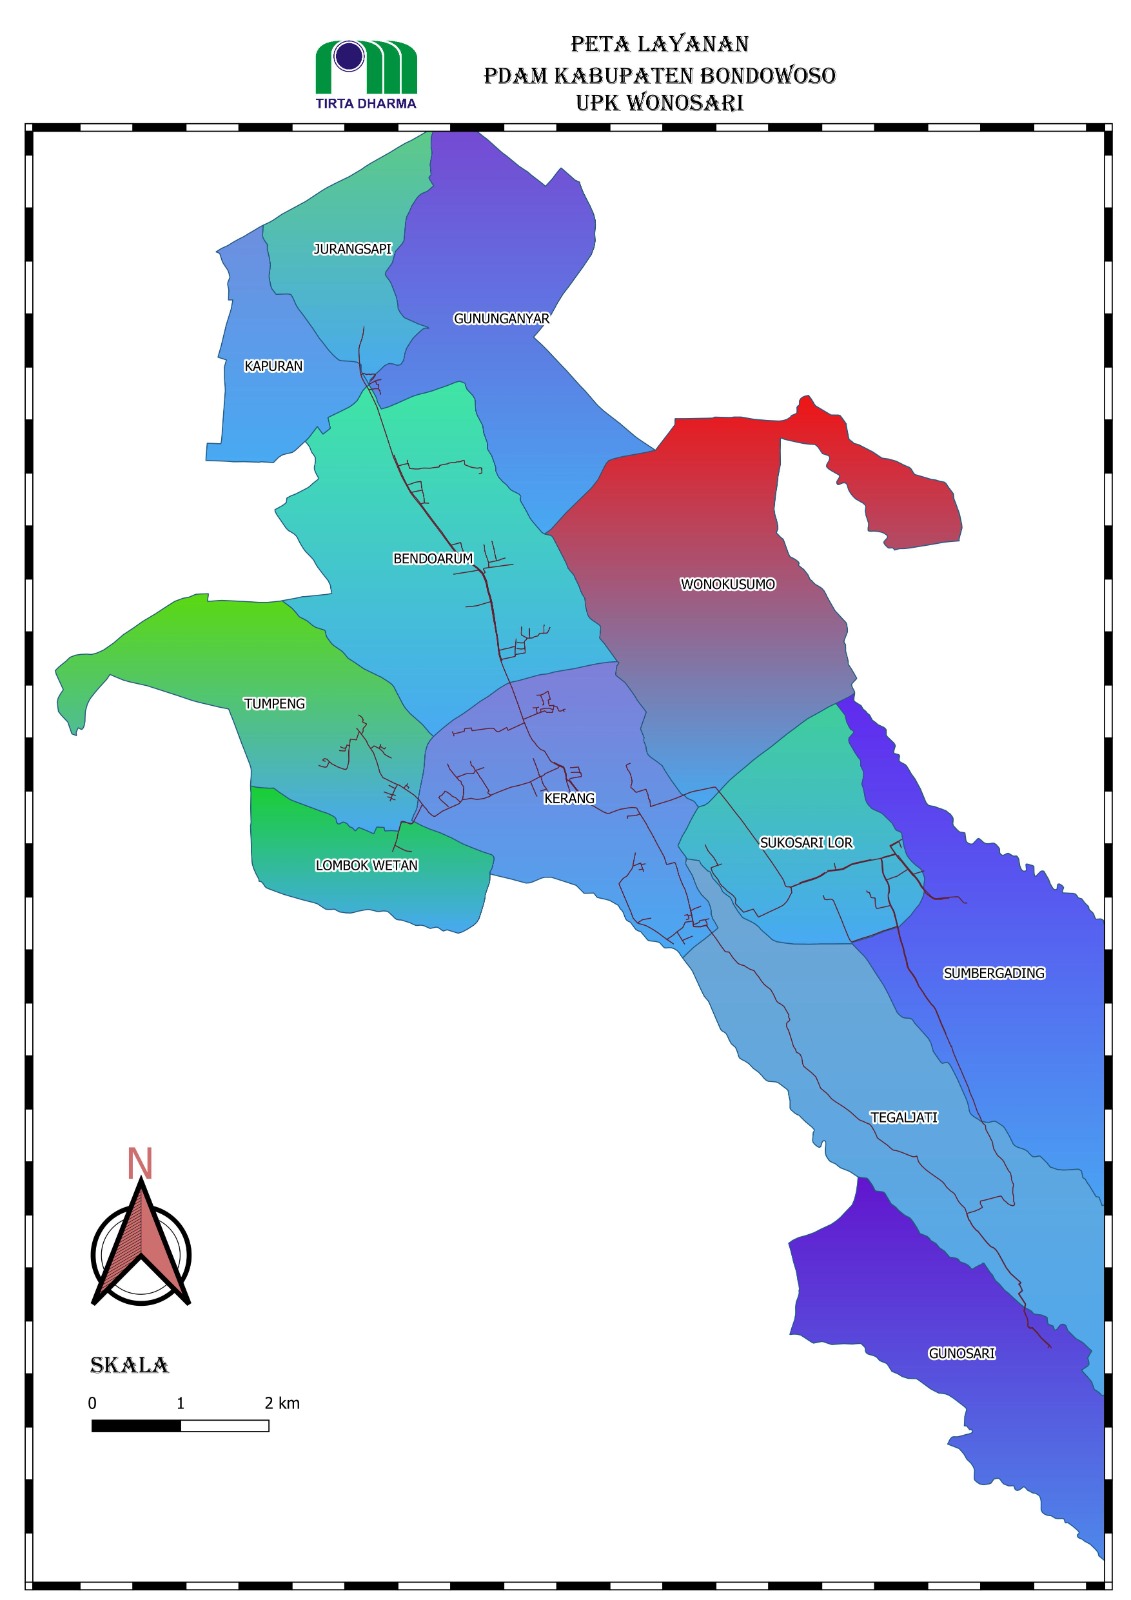 PETA LAYANAN
PDAM KABUPATEN BONDOWOSO
UPK WONOSARI
TIRTA DHARMA
JURANGSAPI
GUNUNGANYAR
KAPURAN
BENDOARUM
WONOKUSUMO
TUMPENG
KERANG
SUKOSARI LOR
LOMBOK WETAN
SUMBERGADING
TEGALJATI
N
GUNOSARI
SKALA
0 1 2 km